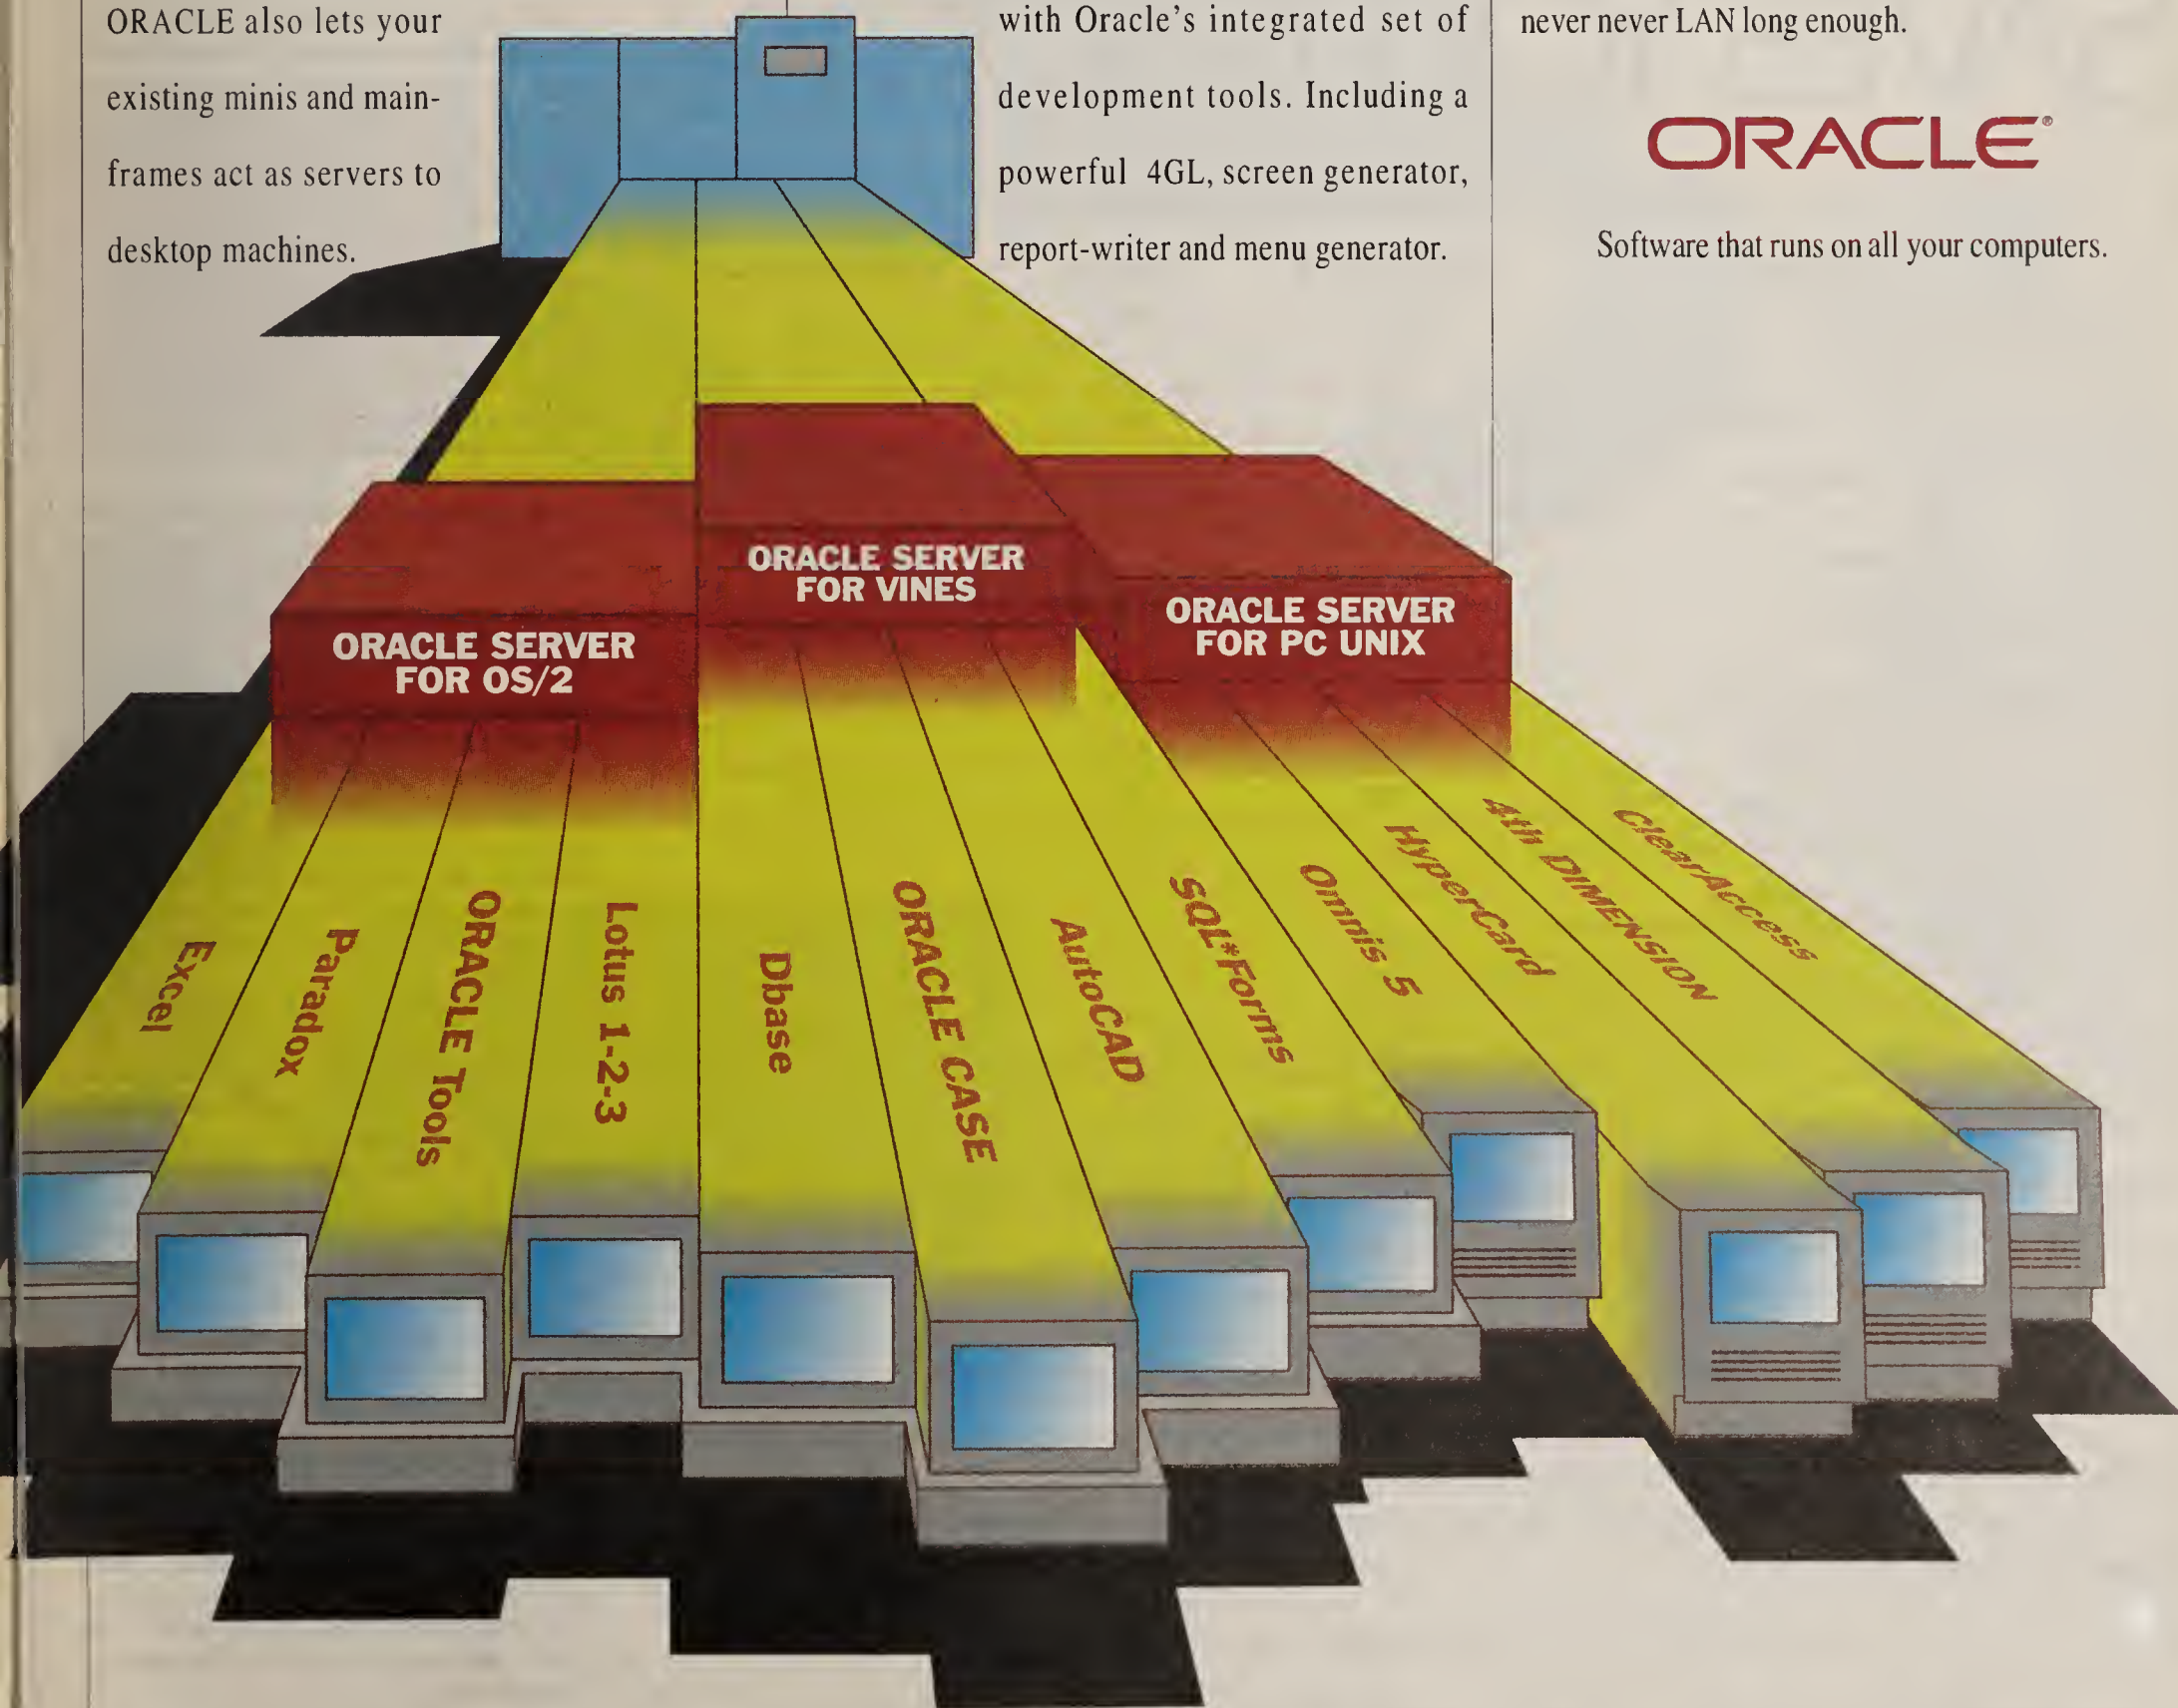 ORACLE also lets your
existing minis and main-
frames act as servers to
desktop machines.
with Oracle's integrated set of
development tools. Including a
powerful 4GL, screen generator,
report-writer and menu generator.
never never LAN long enough.
ORACLE®
Software that runs on all your computers.
ORACLE SERVER
FOR OS/2
ORACLE SERVER
FOR VINES
ORACLE SERVER
FOR PC UNIX
Excel
Paradox
ORACLE Tools
Lotus 1-2-3
Dbase
ORACLE CASE
AutoCAD
SQL*Forms
Omnis 5
HyperCard
4th DIMENSION
ClearAccess